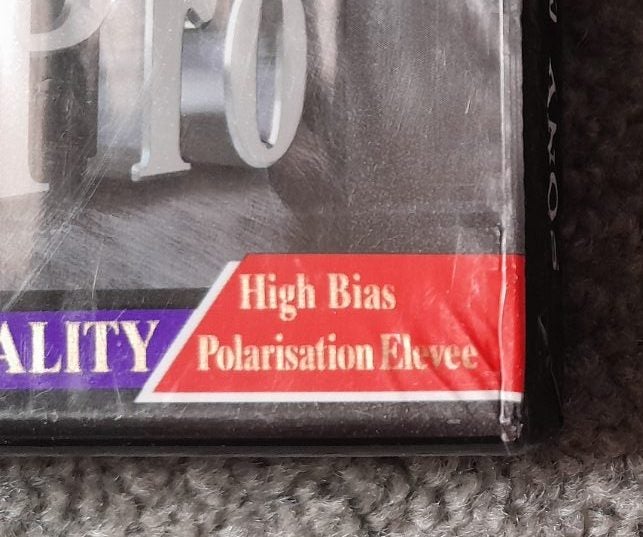 Pro
High Bias
ALITY
Polarisation Elevee